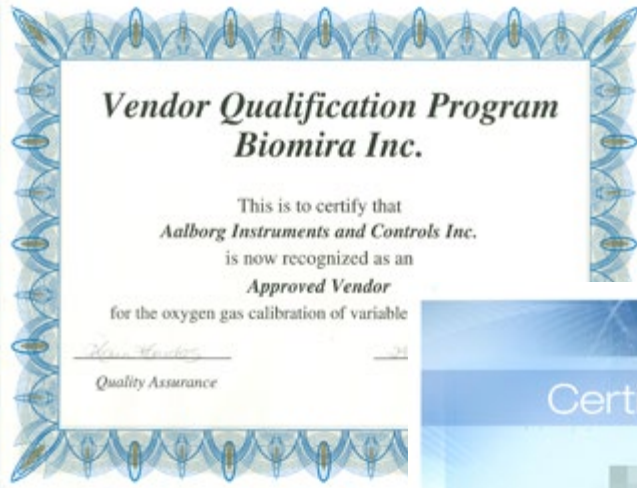 Vendor Qualification Program
Biomira Inc.
This is to certify that
Aalborg Instruments and Controls Inc.
is now recognized as an
Approved Vendor
for the oxygen gas calibration of variable
Quality Assurance
Cert